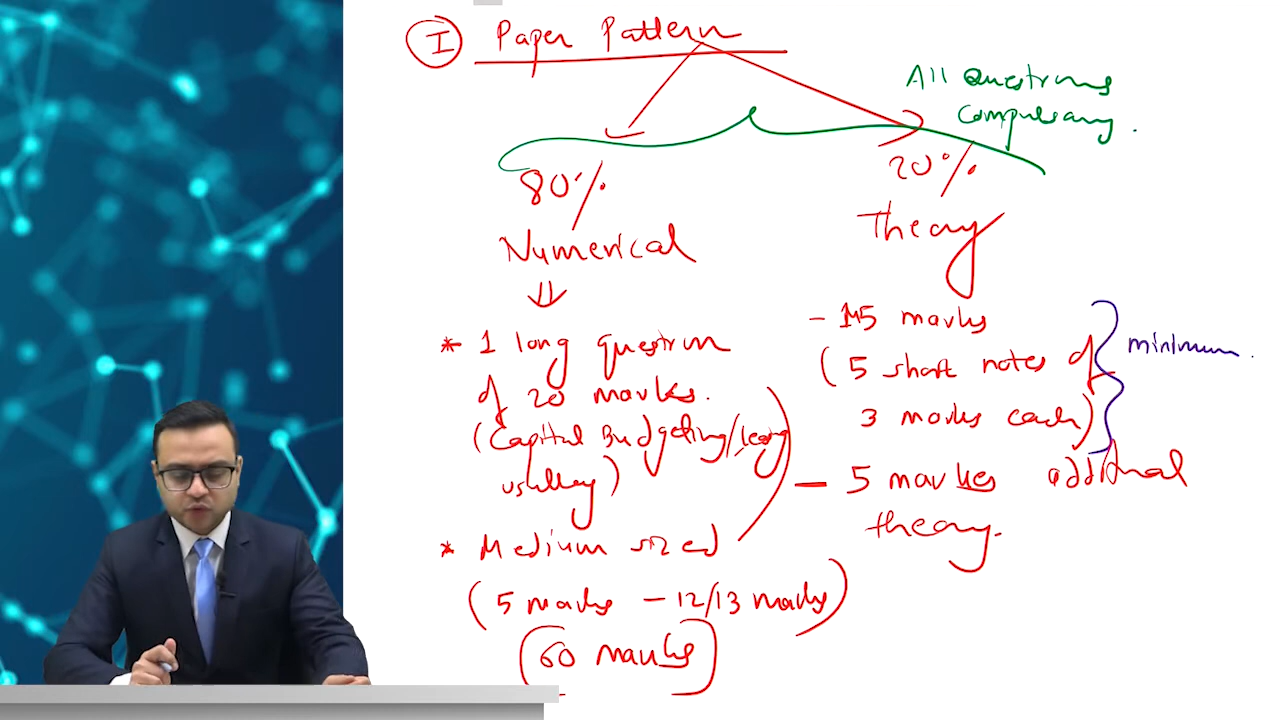 I Paper Pattern
All Questions
Compulsary.
80%
Numerical
* 1 long question
of 20 marks.
(Capital Budgeting/
usually)
* Medium sized
(5 marks - 12/13 marks)
60 marks
20%
Theory
- 15 marks
(5 short notes of
3 marks each)
minimum.
- 5 marks additional
theory.